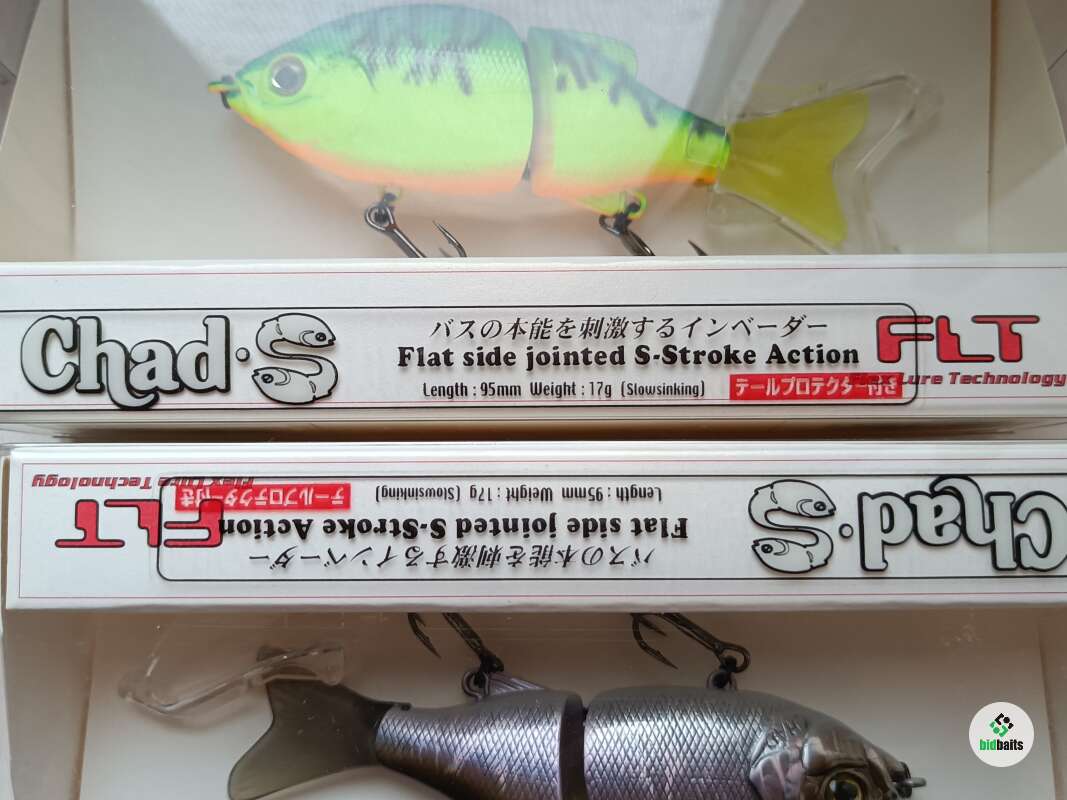 Chad·S
バスの本能を刺激するインベーダー
Flat side jointed S-Stroke Action
Length : 95mm Weight : 17g (Slowsinking)
テールプロテクター付き
FLT
Flex Lure Technology
Chad·S
バスの本能を刺激するインベーダー
Flat side jointed S-Stroke Action
Length : 95mm Weight : 17g (Slowsinking)
テールプロテクター付き
FLT
Flex Lure Technology
bidbaits